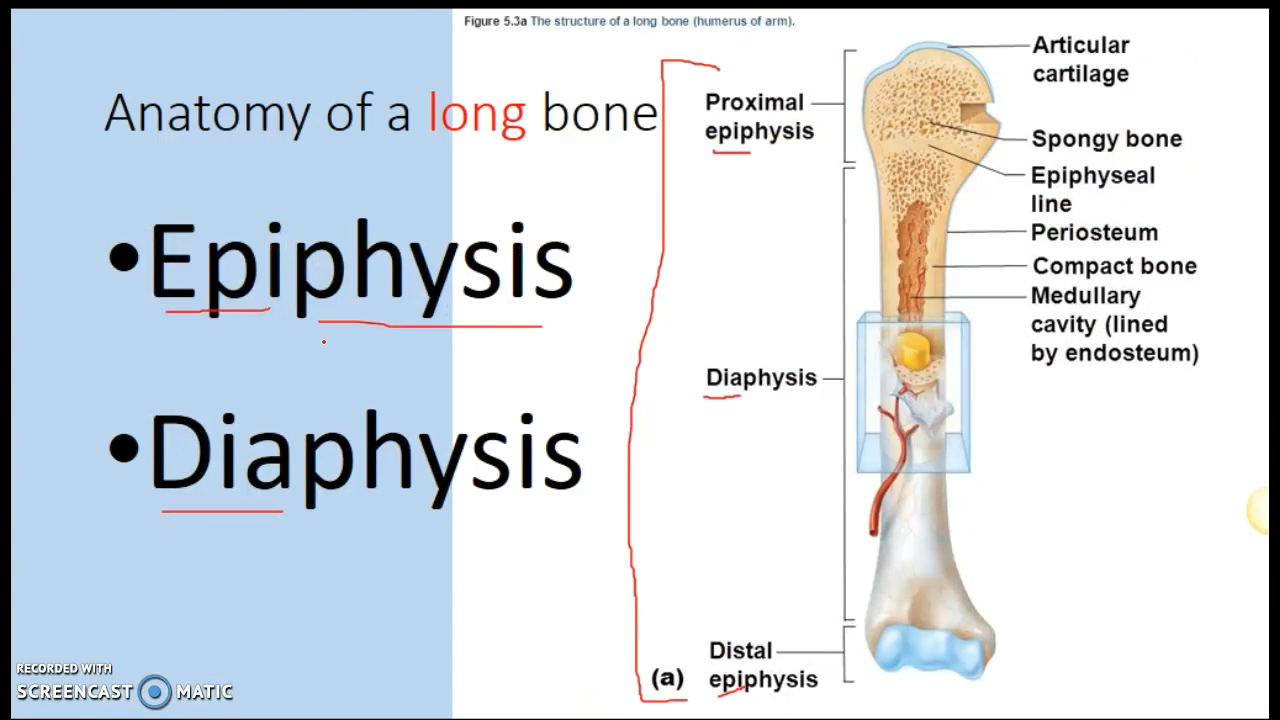 Figure 5.3a The structure of a long bone (humerus of arm).
Anatomy of a long bone
•Epiphysis
•Diaphysis
Proximal
epiphysis
Diaphysis
Distal
epiphysis
(a)
Articular
cartilage
Spongy bone
Epiphyseal
line
Periosteum
Compact bone
Medullary
cavity (lined
by endosteum)
RECORDED WITH
SCREENCAST MATIC